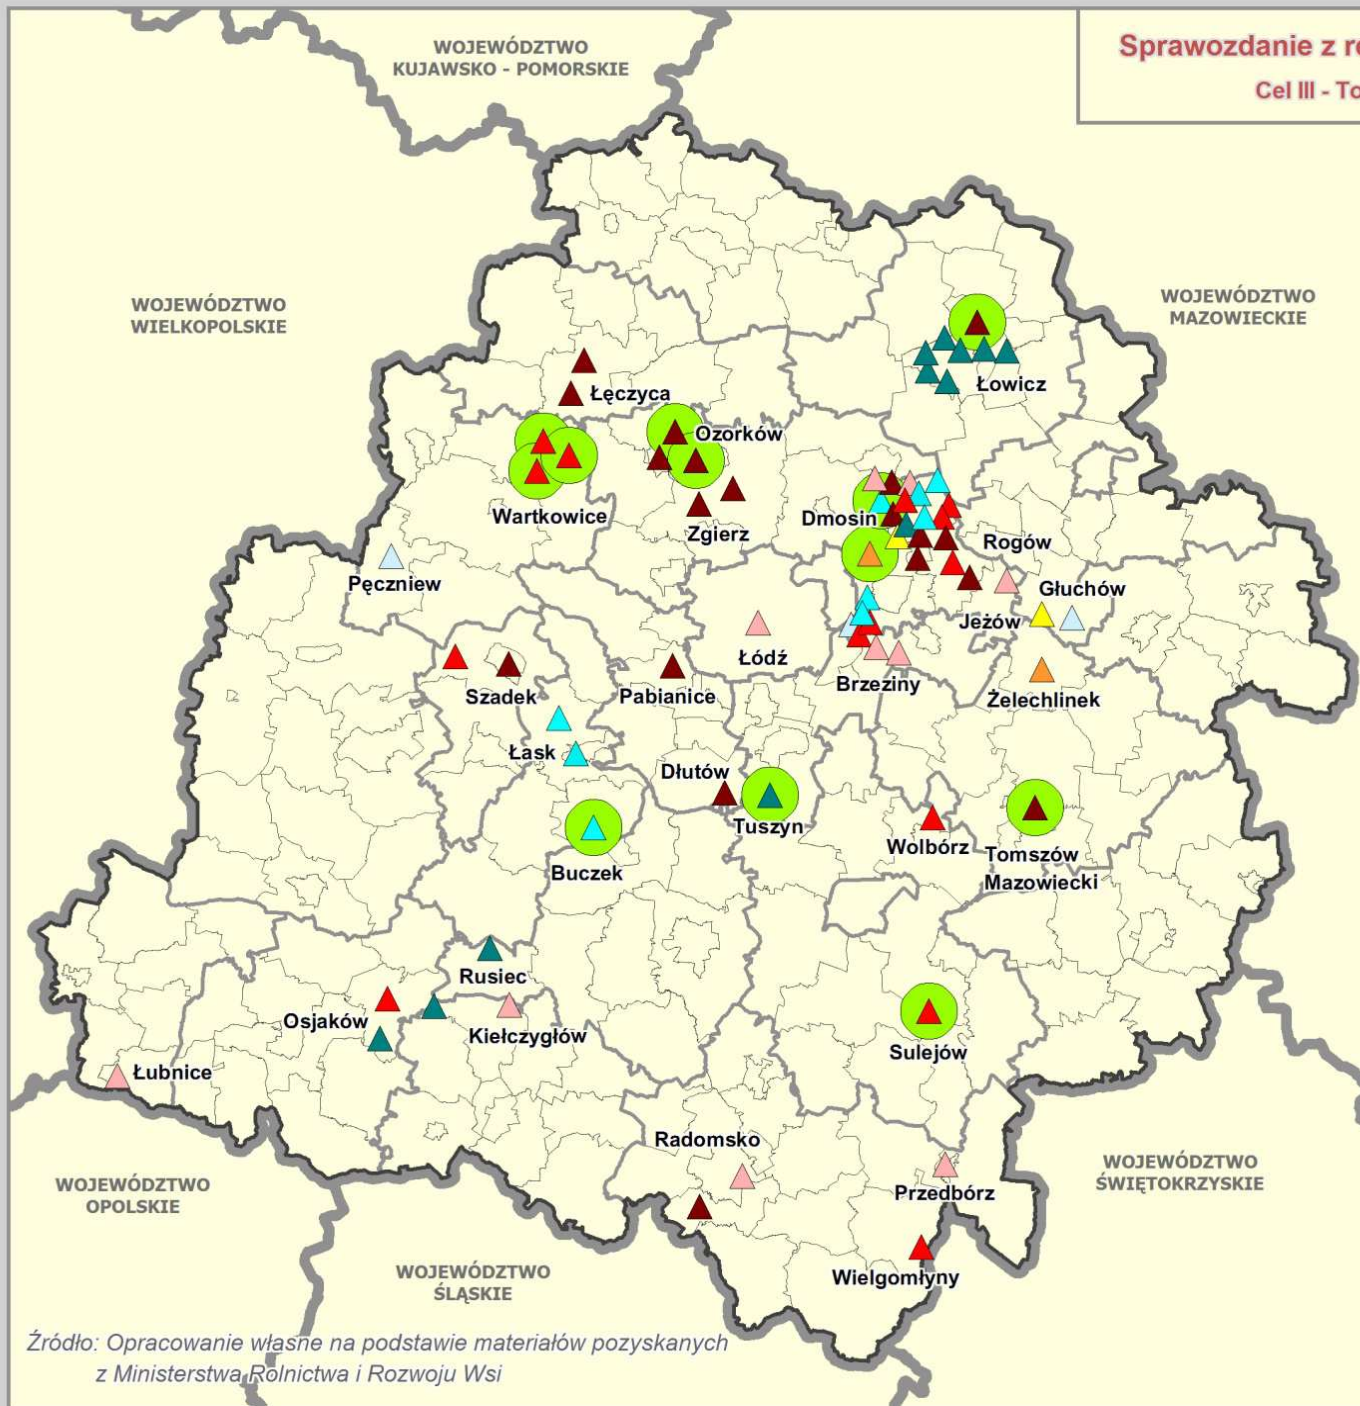 WOJEWÓDZTWO
KUJAWSKO - POMORSKIE
Sprawozdanie z re
Cel III - To
WOJEWÓDZTWO
WIELKOPOLSKIE
WOJEWÓDZTWO
MAZOWIECKIE
Łowicz
Łęczyca
Ozorków
Wartkowice
Dmosin
Zgierz
Rogów
Pęczniew
Głuchów
Jeżów
Łódź
Brzeziny
Szadek
Pabianice
Żelechlinek
Łask
Dłutów
Tuszyn
Wolbórz
Tomszów
Mazowiecki
Buczek
Rusiec
Osjaków
Kiełczygłów
Sulejów
Łubnice
Radomsko
Przedbórz
WOJEWÓDZTWO
ŚWIĘTOKRZYSKIE
WOJEWÓDZTWO
OPOLSKIE
Wielgomłyny
WOJEWÓDZTWO
ŚLĄSKIE
Źródło: Opracowanie własne na podstawie materiałów pozyskanych
z Ministerstwa Rolnictwa i Rozwoju Wsi